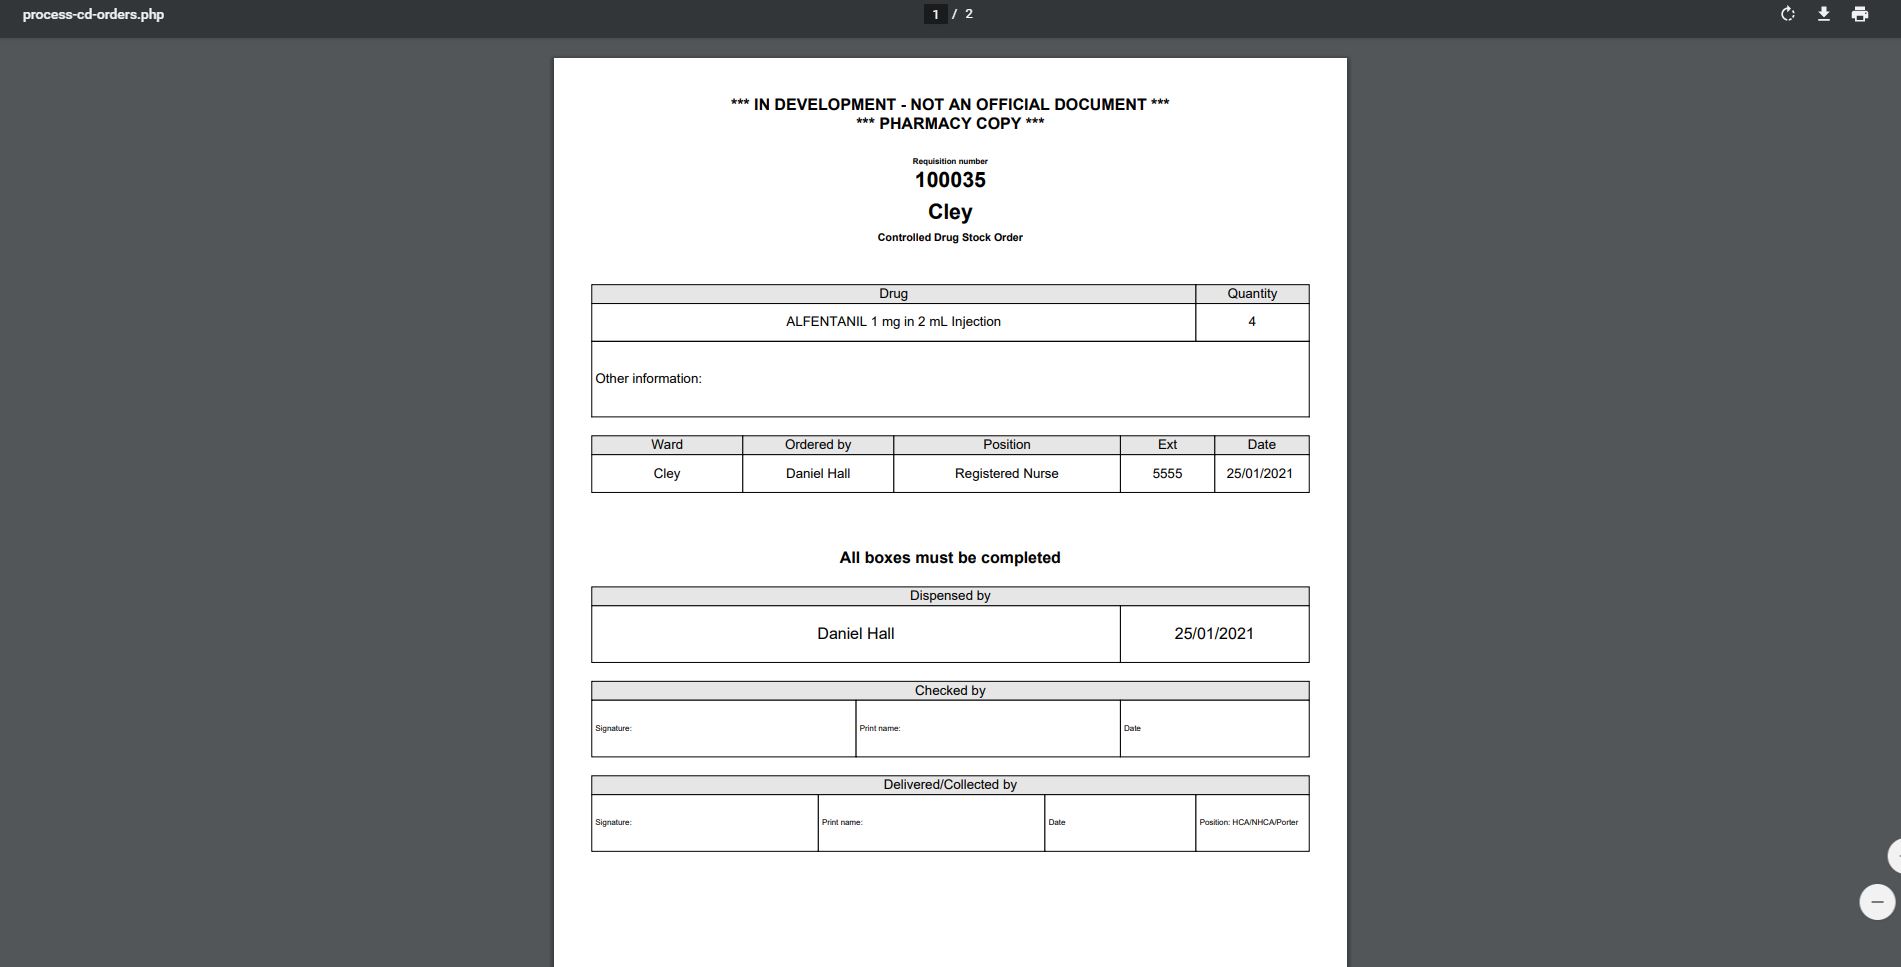 process-cd-orders.php
1 / 2
*** IN DEVELOPMENT - NOT AN OFFICIAL DOCUMENT ***
*** PHARMACY COPY ***
Requisition number
100035
Cley
Controlled Drug Stock Order
Drug Quantity
ALFENTANIL 1 mg in 2 mL Injection 4
Other information:
Ward Ordered by Position Ext Date
Cley Daniel Hall Registered Nurse 5555 25/01/2021
All boxes must be completed
Dispensed by
Daniel Hall 25/01/2021
Checked by
Signature: Print name: Date
Delivered/Collected by
Signature: Print name: Date Position: HCA/NHCA/Porter